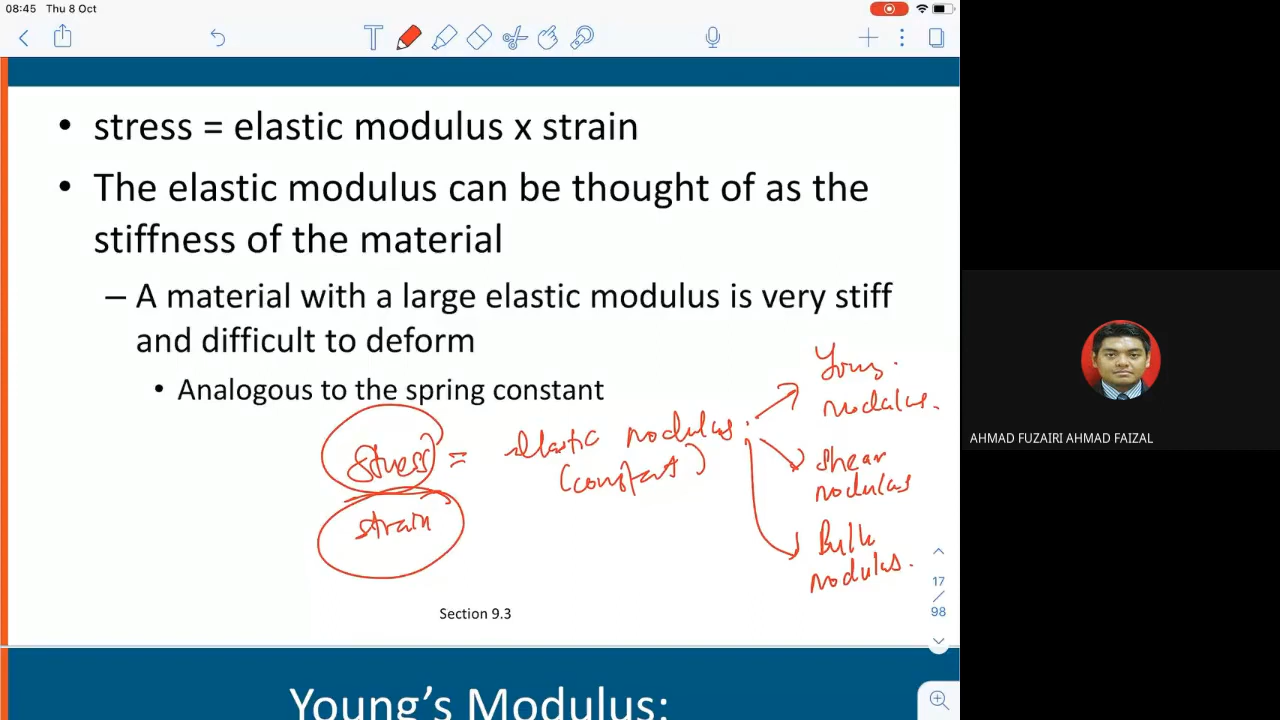 08:45 Thu 8 Oct
• stress = elastic modulus x strain
• The elastic modulus can be thought of as the
stiffness of the material
– A material with a large elastic modulus is very stiff
and difficult to deform
• Analogous to the spring constant
stress = elastic modulus
strain (constant)
Young
modulus.
shear
modulus
Bulk
modulus.
AHMAD FUZAIRI AHMAD FAIZAL
17
/
98
Section 9.3
Young's Modulus: